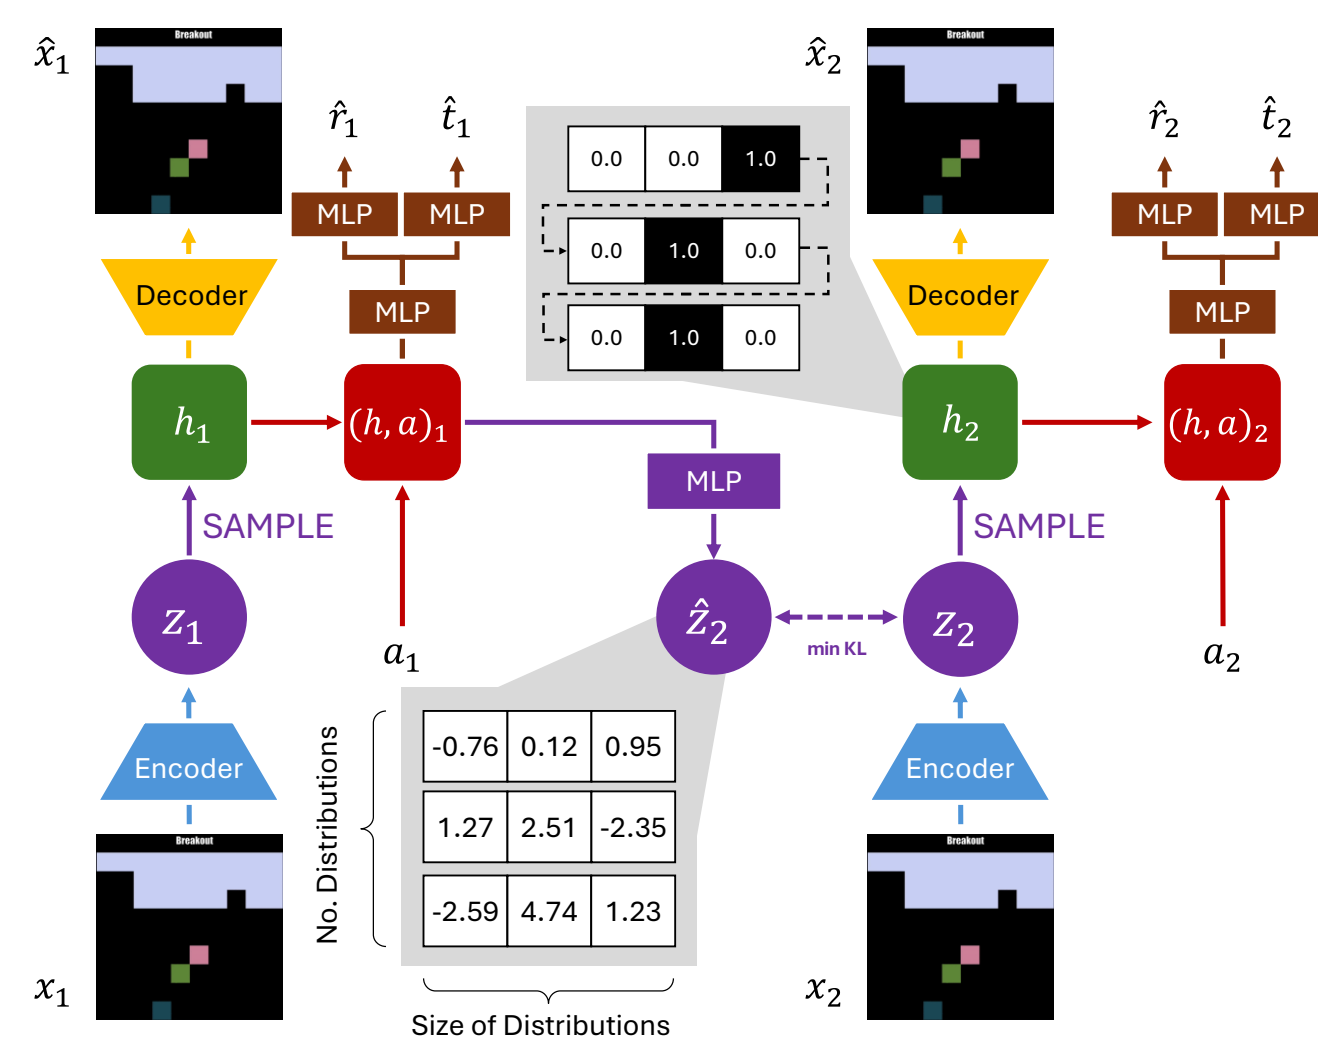 Breakout
x̂₁
r̂₁
t̂₁
MLP
MLP
Decoder
MLP
h₁
(h, a)₁
SAMPLE
z₁
a₁
Encoder
Breakout
x₁
0.0 0.0 1.0
0.0 1.0 0.0
0.0 1.0 0.0
MLP
ẑ₂
min KL
No. Distributions
-0.76 0.12 0.95
1.27 2.51 -2.35
-2.59 4.74 1.23
Size of Distributions
Breakout
x̂₂
r̂₂
t̂₂
MLP
MLP
Decoder
MLP
h₂
(h, a)₂
SAMPLE
z₂
a₂
Encoder
Breakout
x₂